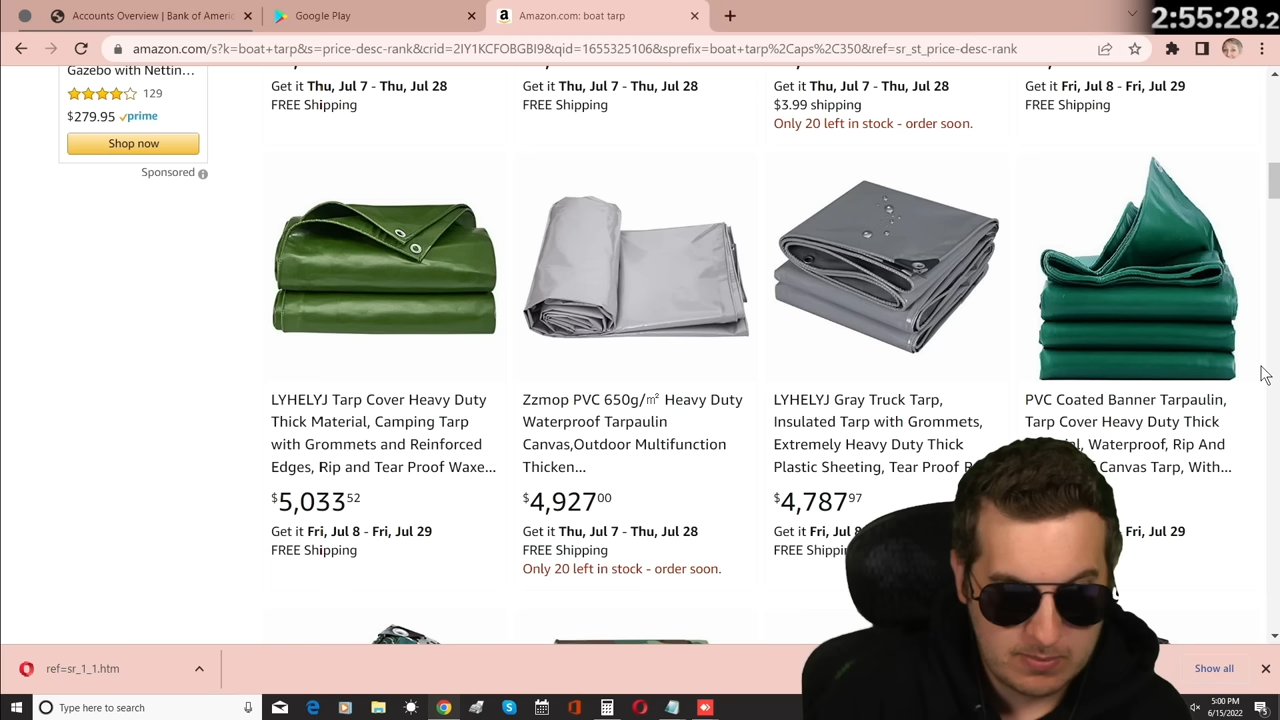 2:55:28.2
Accounts Overview | Bank of Americ
Google Play
Amazon.com: boat tarp
amazon.com/s?k=boat+tarp&s=price-desc-rank&crid=2IY1KCFOBGBI9&qid=1655325106&sprefix=boat+tarp%2Caps%2C350&ref=sr_st_price-desc-rank
Gazebo with Nettin…
129
$279.95 prime
Shop now
Sponsored
Get it Thu, Jul 7 - Thu, Jul 28
FREE Shipping
Get it Thu, Jul 7 - Thu, Jul 28
FREE Shipping
Get it Thu, Jul 7 - Thu, Jul 28
$3.99 shipping
Only 20 left in stock - order soon.
Get it Fri, Jul 8 - Fri, Jul 29
FREE Shipping
LYHELYJ Tarp Cover Heavy Duty
Thick Material, Camping Tarp
with Grommets and Reinforced
Edges, Rip and Tear Proof Waxe...
$5,033 52
Get it Fri, Jul 8 - Fri, Jul 29
FREE Shipping
Zzmop PVC 650g/㎡ Heavy Duty
Waterproof Tarpaulin
Canvas,Outdoor Multifunction
Thicken...
$4,927 00
Get it Thu, Jul 7 - Thu, Jul 28
FREE Shipping
Only 20 left in stock - order soon.
LYHELYJ Gray Truck Tarp,
Insulated Tarp with Grommets,
Extremely Heavy Duty Thick
Plastic Sheeting, Tear Proof
$4,787 97
Get it Fri, Jul 8
FREE
PVC Coated Banner Tarpaulin,
Tarp Cover Heavy Duty Thick
Waterproof, Rip And
Canvas Tarp, With...
Fri, Jul 29
ref=sr_1_1.htm
Show all
Type here to search
5:00 PM
6/15/2022
5